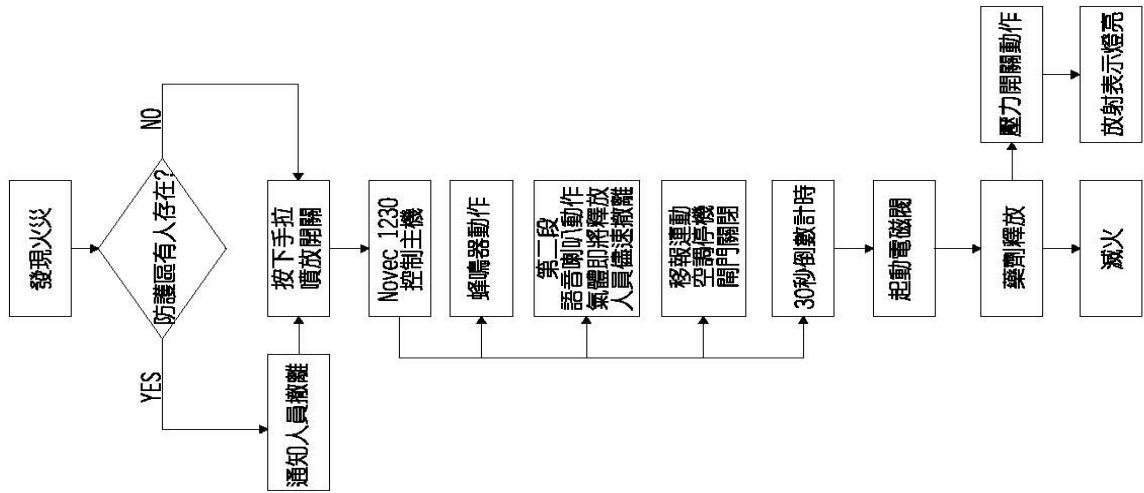 發現火災
防護區有人存在?
YES
NO
通知人員撤離
按下手拉
噴放開關
Novec 1230
控制主機
蜂鳴器動作
第二段
語音喇叭動作
氣體即將釋放
人員儘速撤離
移報連動
空調停機
閘門關閉
30秒倒數計時
起動電磁閥
藥劑釋放
壓力開關動作
放射表示燈亮
滅火